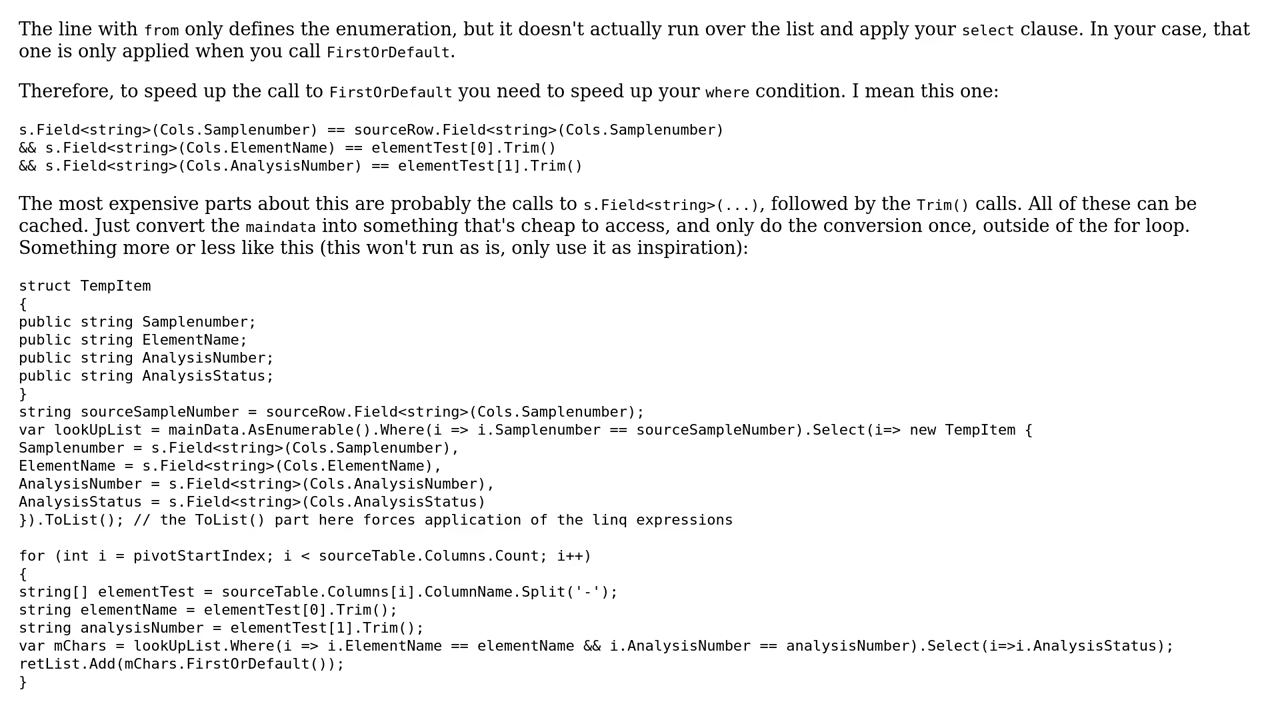 The line with from only defines the enumeration, but it doesn't actually run over the list and apply your select clause. In your case, that
one is only applied when you call FirstOrDefault.
Therefore, to speed up the call to FirstOrDefault you need to speed up your where condition. I mean this one:
s.Field<string>(Cols.Samplenumber) == sourceRow.Field<string>(Cols.Samplenumber)
&& s.Field<string>(Cols.ElementName) == elementTest[0].Trim()
&& s.Field<string>(Cols.AnalysisNumber) == elementTest[1].Trim()
The most expensive parts about this are probably the calls to s.Field<string>(...), followed by the Trim() calls. All of these can be
cached. Just convert the maindata into something that's cheap to access, and only do the conversion once, outside of the for loop.
Something more or less like this (this won't run as is, only use it as inspiration):
struct TempItem
{
public string Samplenumber;
public string ElementName;
public string AnalysisNumber;
public string AnalysisStatus;
}
string sourceSampleNumber = sourceRow.Field<string>(Cols.Samplenumber);
var lookUpList = mainData.AsEnumerable().Where(i => i.Samplenumber == sourceSampleNumber).Select(i=> new TempItem {
Samplenumber = s.Field<string>(Cols.Samplenumber),
ElementName = s.Field<string>(Cols.ElementName),
AnalysisNumber = s.Field<string>(Cols.AnalysisNumber),
AnalysisStatus = s.Field<string>(Cols.AnalysisStatus)
}).ToList(); // the ToList() part here forces application of the linq expressions
for (int i = pivotStartIndex; i < sourceTable.Columns.Count; i++)
{
string[] elementTest = sourceTable.Columns[i].ColumnName.Split('-');
string elementName = elementTest[0].Trim();
string analysisNumber = elementTest[1].Trim();
var mChars = lookUpList.Where(i => i.ElementName == elementName && i.AnalysisNumber == analysisNumber).Select(i=>i.AnalysisStatus);
retList.Add(mChars.FirstOrDefault());
}